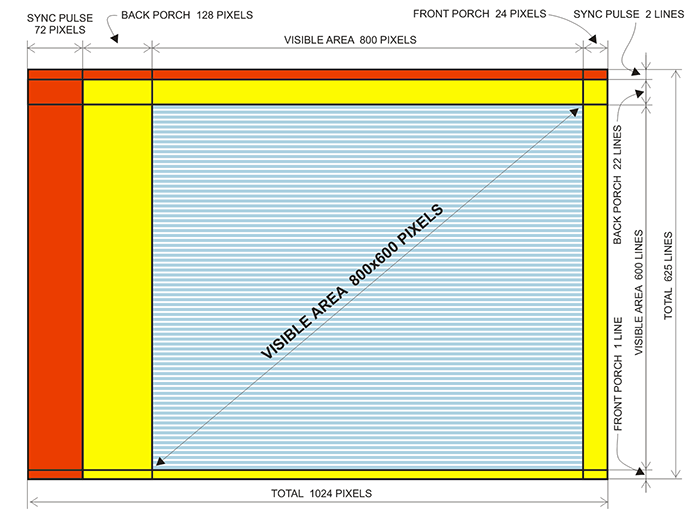 SYNC PULSE
72 PIXELS
BACK PORCH 128 PIXELS
VISIBLE AREA 800 PIXELS
FRONT PORCH 24 PIXELS
SYNC PULSE 2 LINES
BACK PORCH 22 LINES
VISIBLE AREA 600 LINES
TOTAL 625 LINES
FRONT PORCH 1 LINE
VISIBLE AREA 800x600 PIXELS
TOTAL 1024 PIXELS